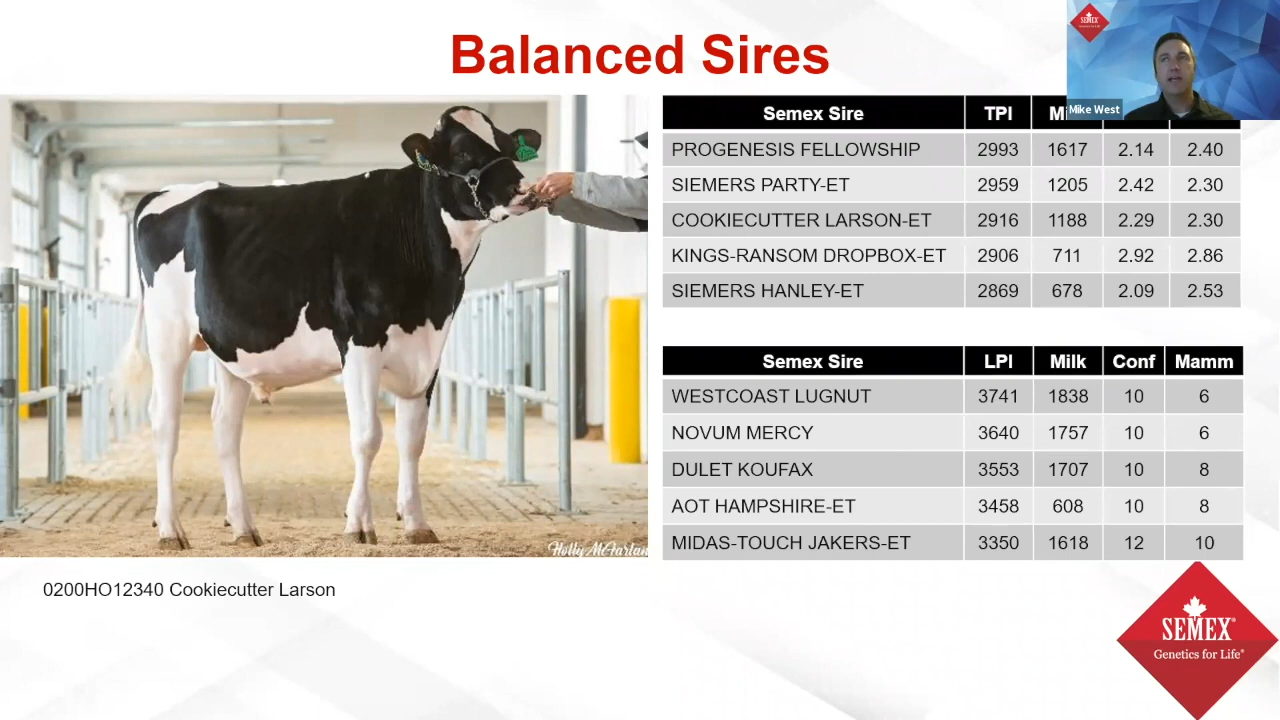 Balanced Sires
SEMEX
Mike West
Semex Sire TPI
PROGENESIS FELLOWSHIP 2993 1617 2.14 2.40
SIEMERS PARTY-ET 2959 1205 2.42 2.30
COOKIECUTTER LARSON-ET 2916 1188 2.29 2.30
KINGS-RANSOM DROPBOX-ET 2906 711 2.92 2.86
SIEMERS HANLEY-ET 2869 678 2.09 2.53
Semex Sire LPI Milk Conf Mamm
WESTCOAST LUGNUT 3741 1838 10 6
NOVUM MERCY 3640 1757 10 6
DULET KOUFAX 3553 1707 10 8
AOT HAMPSHIRE-ET 3458 608 10 8
MIDAS-TOUCH JAKERS-ET 3350 1618 12 10
Holly McFarlan
0200HO12340 Cookiecutter Larson
SEMEX®
Genetics for Life®